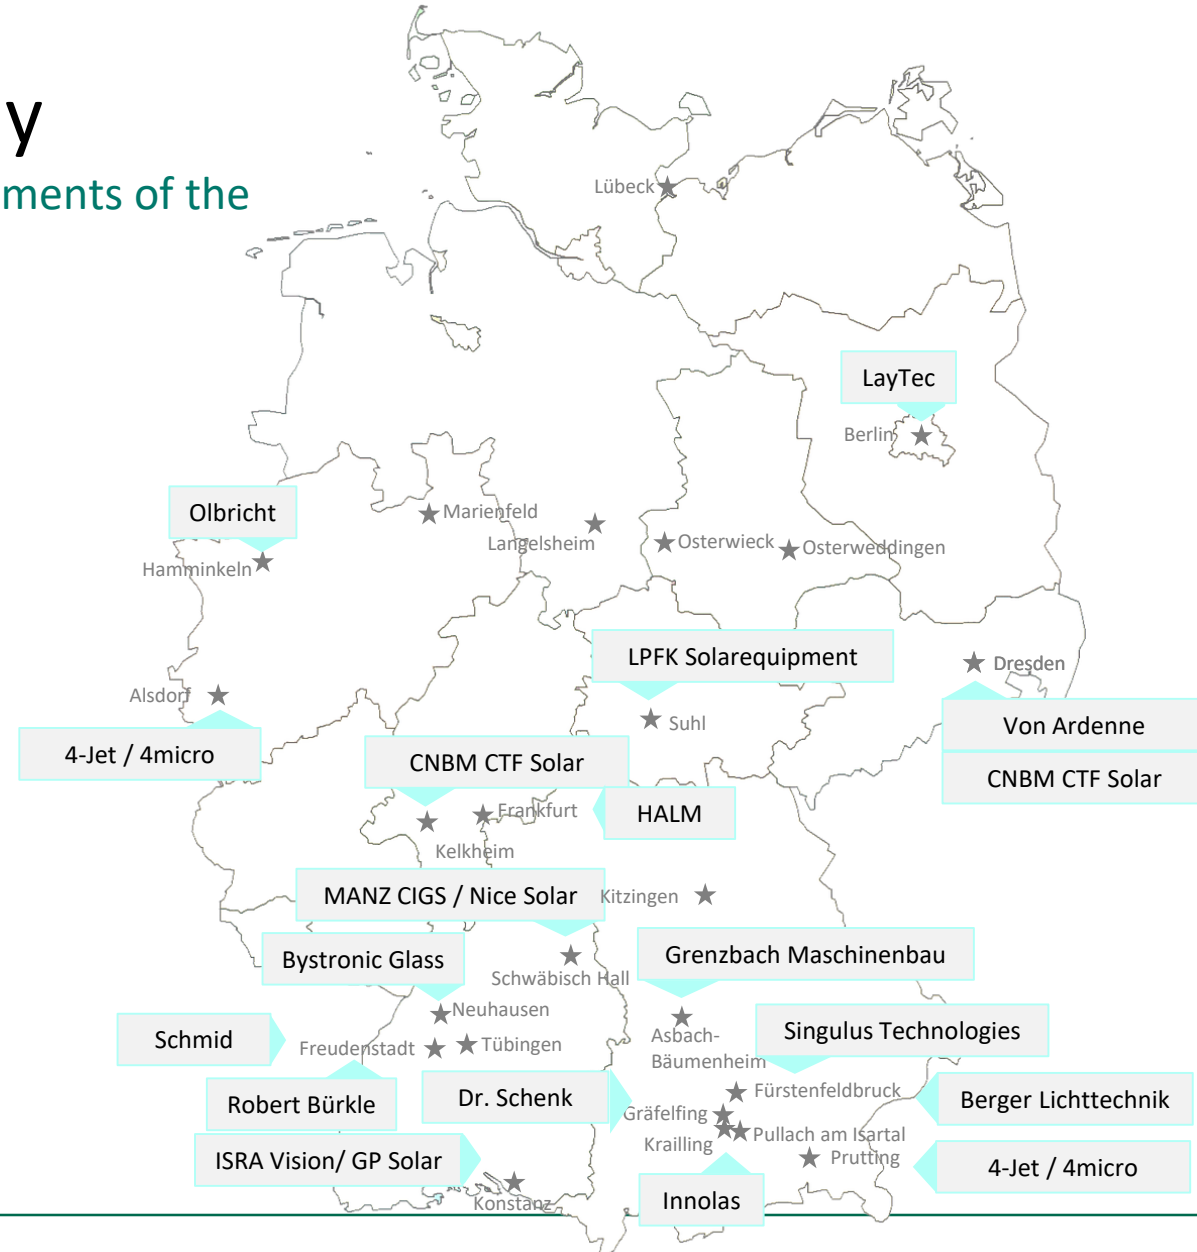 y
ments of the
Lübeck
LayTec
Berlin
Olbricht
Marienfeld
Langelsheim
Osterwieck
Osterweddingen
Hamminkeln
LPFK Solarequipment
Dresden
Alsdorf
Suhl
Von Ardenne
4-Jet / 4micro
CNBM CTF Solar
CNBM CTF Solar
Frankfurt
HALM
Kelkheim
MANZ CIGS / Nice Solar
Kitzingen
Bystronic Glass
Grenzbach Maschinenbau
Schwäbisch Hall
Neuhausen
Singulus Technologies
Schmid
Freudenstadt
Tübingen
Asbach-
Bäumenheim
Robert Bürkle
Dr. Schenk
Fürstenfeldbruck
Berger Lichttechnik
Gräfelfing
Krailling
Pullach am Isartal
ISRA Vision/ GP Solar
Prutting
4-Jet / 4micro
Konstanz
Innolas